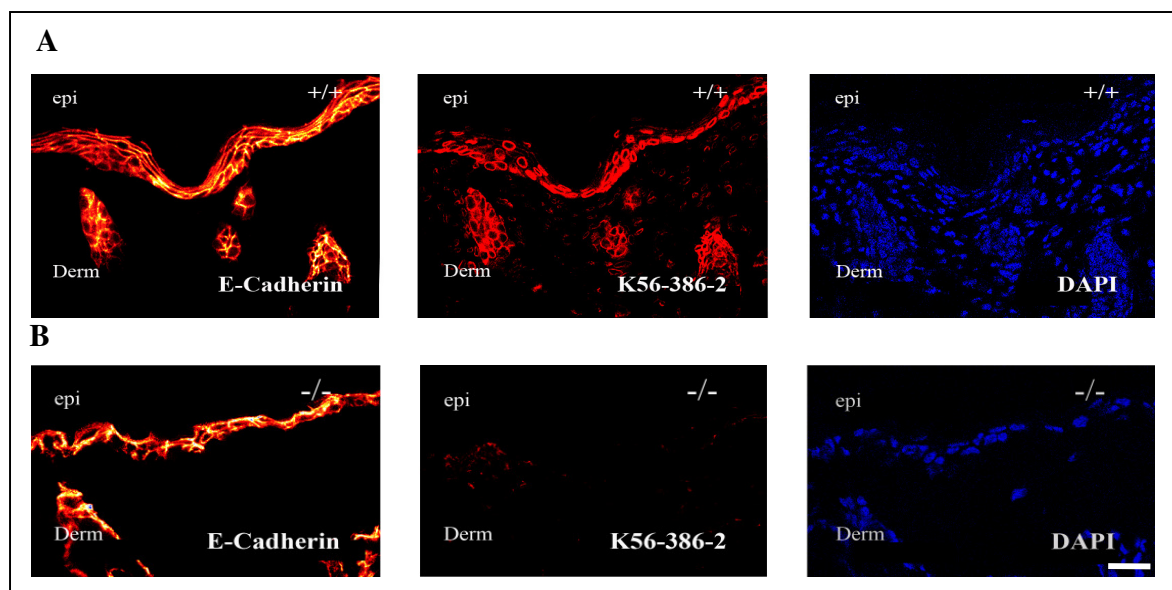 A
epi
+/+
Derm
E-Cadherin
+/+
Derm
K56-386-2
epi
+/+
Derm
DAPI
B
epi
-/-
Derm
E-Cadherin
epi
-/-
Derm
K56-386-2
epi
-/-
Derm
DAPI